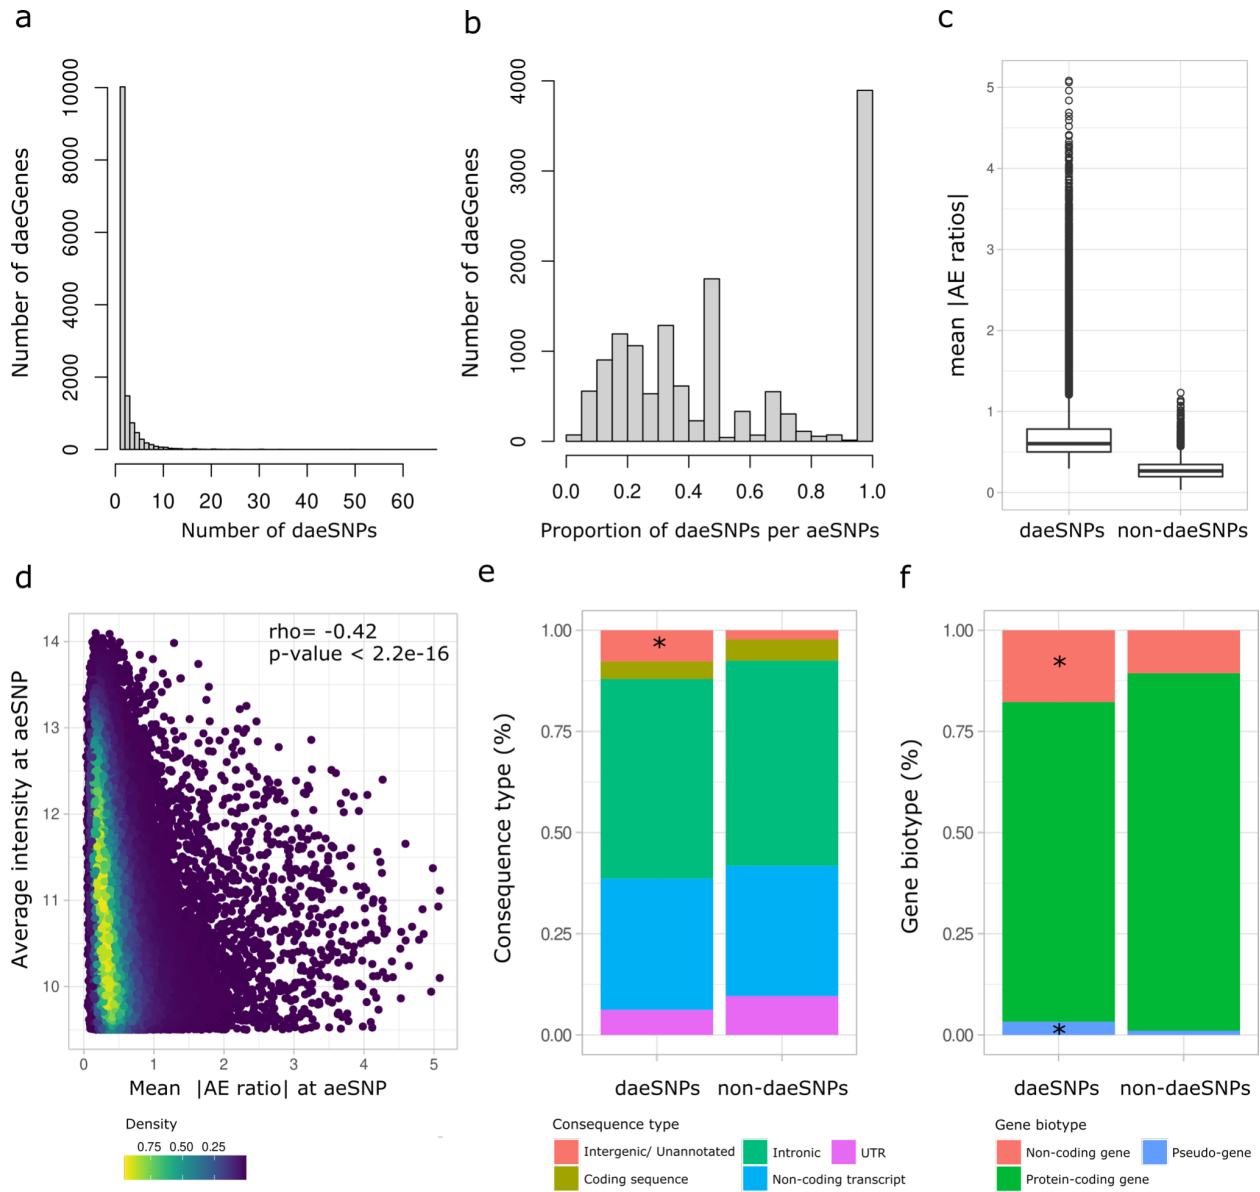 a
Number of daeGenes
10000
8000
6000
4000
2000
0
0 10 20 30 40 50 60
Number of daeSNPs
b
Number of daeGenes
4000
3000
2000
1000
0
0.0 0.2 0.4 0.6 0.8 1.0
Proportion of daeSNPs per aeSNPs
c
mean |AE ratios|
5
4
3
2
1
0
daeSNPs non-daeSNPs
d
rho= -0.42
p-value < 2.2e-16
Average intensity at aeSNP
14
13
12
11
10
0 1 2 3 4 5
Mean |AE ratio| at aeSNP
Density
0.75 0.50 0.25
e
Consequence type (%)
1.00
0.75
0.50
0.25
0.00
*
daeSNPs non-daeSNPs
Consequence type
Intergenic/ Unannotated Intronic UTR
Coding sequence Non-coding transcript
f
Gene biotype (%)
1.00
0.75
0.50
0.25
0.00
*
*
daeSNPs non-daeSNPs
Gene biotype
Non-coding gene Pseudo-gene
Protein-coding gene